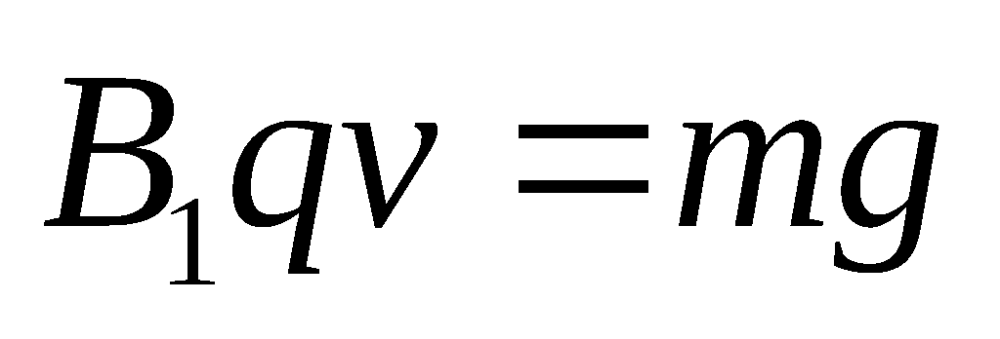 B₁qv = mg